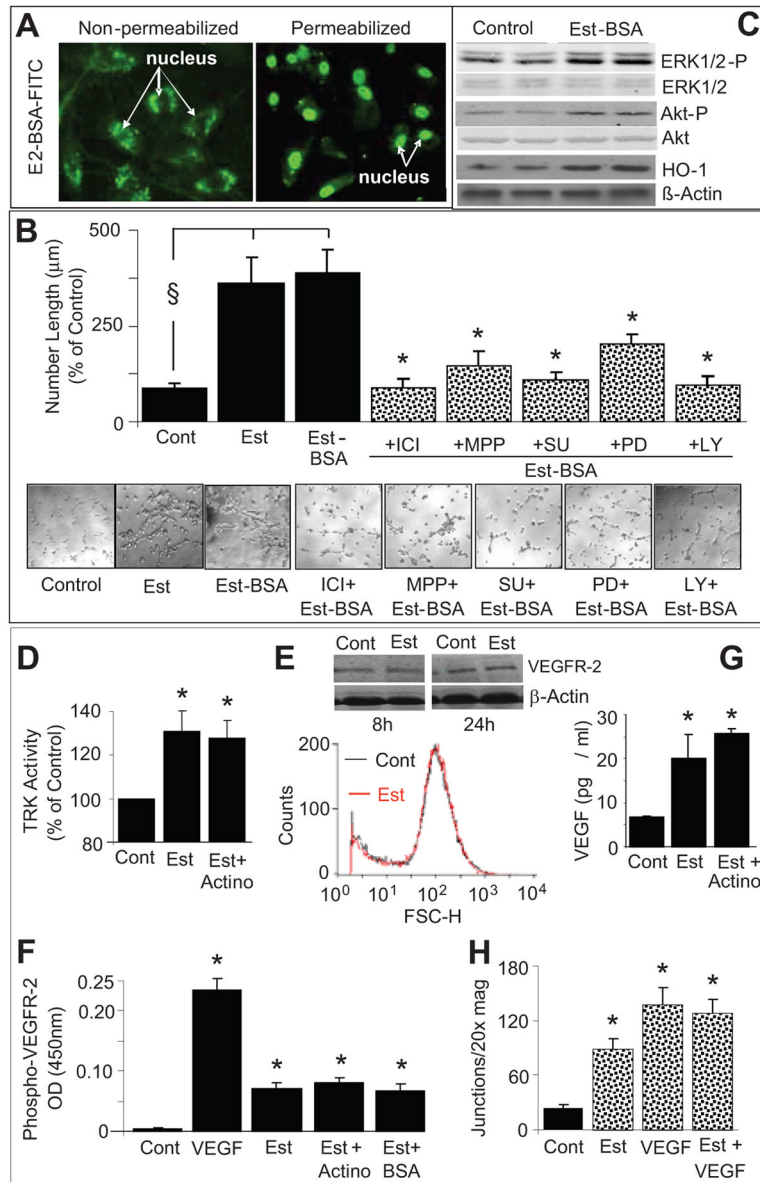 A
Non-permeabilized
Permeabilized
E2-BSA-FITC
nucleus
nucleus
C
Control Est-BSA
ERK1/2-P
ERK1/2
Akt-P
Akt
HO-1
ß-Actin
B
Number Length (µm)
(% of Control)
500
250
0
§
* * * * *
Cont Est Est-BSA +ICI +MPP +SU +PD +LY
Est-BSA
Control Est Est-BSA ICI+ MPP+ SU+ PD+ LY+
Est-BSA Est-BSA Est-BSA Est-BSA Est-BSA
D
TRK Activity
(% of Control)
140
120
100
80
* *
Cont Est Est+
Actino
E
Cont Est Cont Est
VEGFR-2
β-Actin
8h 24h
Counts
200
100
0
Cont
Est
10⁰ 10¹ 10² 10³ 10⁴
FSC-H
G
VEGF (pg / ml)
30
20
10
0
* *
Cont Est Est +
Actino
F
Phospho-VEGFR-2
OD (450nm)
0.25
0.10
0
* * * *
Cont VEGF Est Est + Est+
Actino BSA
H
Junctions/20x mag
180
120
60
0
* * *
Cont Est VEGF Est +
VEGF